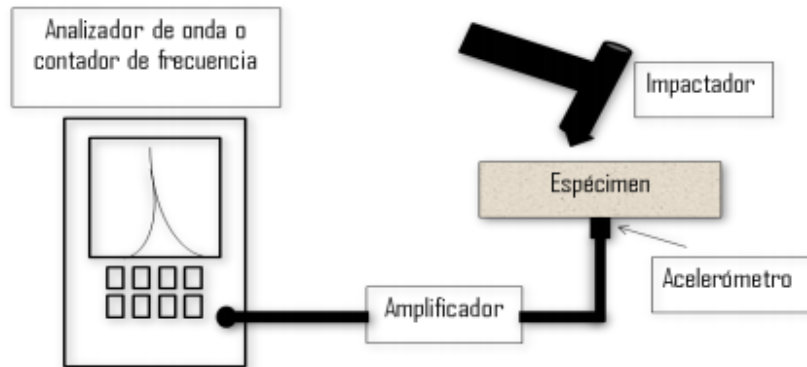 Analizador de onda o
contador de frecuencia
Impactador
Espécimen
Acelerómetro
Amplificador